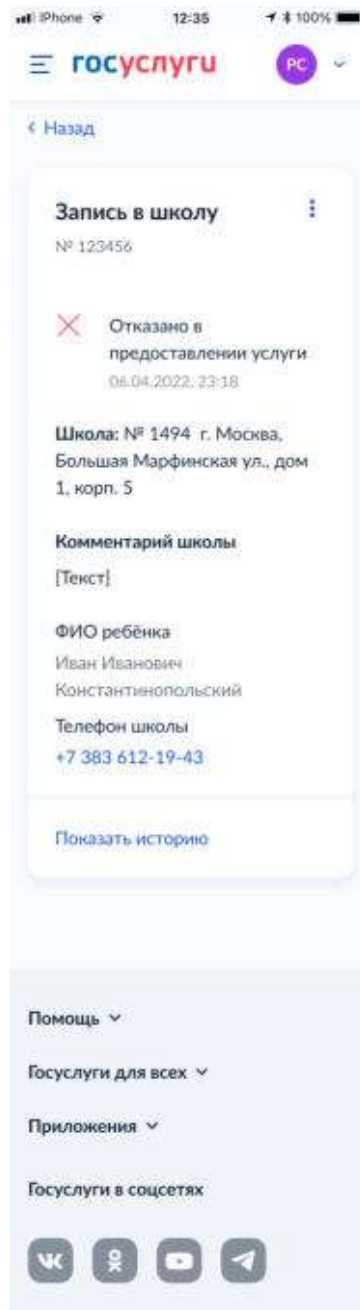 iPhone 12:35 100%
госуслуги РС
Назад
Запись в школу
№ 123456
Отказано в
предоставлении услуги
06.04.2022, 23:18
Школа: № 1494 г. Москва,
Большая Марфинская ул., дом
1, корп. 5
Комментарий школы
[Текст]
ФИО ребёнка
Иван Иванович
Константинопольский
Телефон школы
+7 383 612-19-43
Показать историю
Помощь
Госуслуги для всех
Приложения
Госуслуги в соцсетях